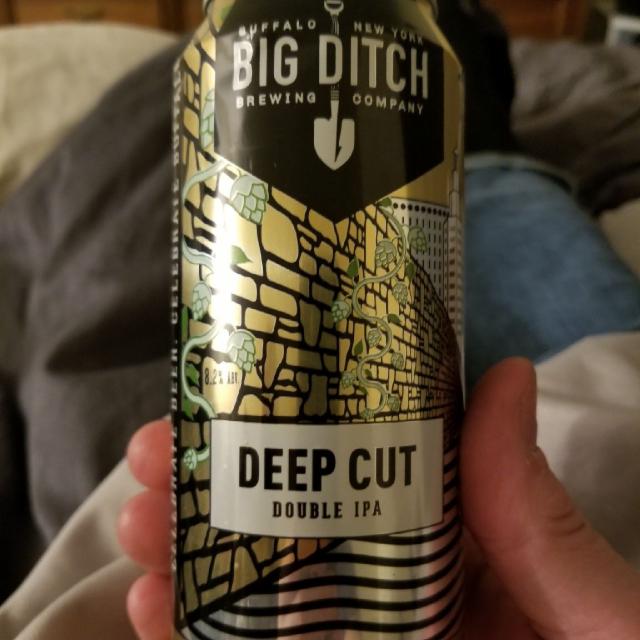 BUFFALO NEW YORK
BIG DITCH
BREWING COMPANY
8.2% ABV
DEEP CUT
DOUBLE IPA